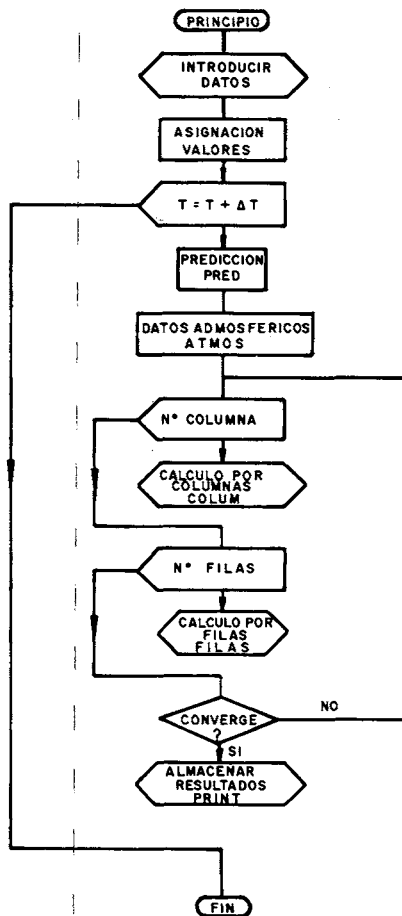 PRINCIPIO
INTRODUCIR
DATOS
ASIGNACION
VALORES
T = T + ΔT
PREDICCION
PRED
DATOS ADMOSFERICOS
ATMOS
Nº COLUMNA
CALCULO POR
COLUMNAS
COLUM
Nº FILAS
CALCULO POR
FILAS
FILAS
CONVERGE
?
NO
SI
ALMACENAR
RESULTADOS
PRINT
FIN